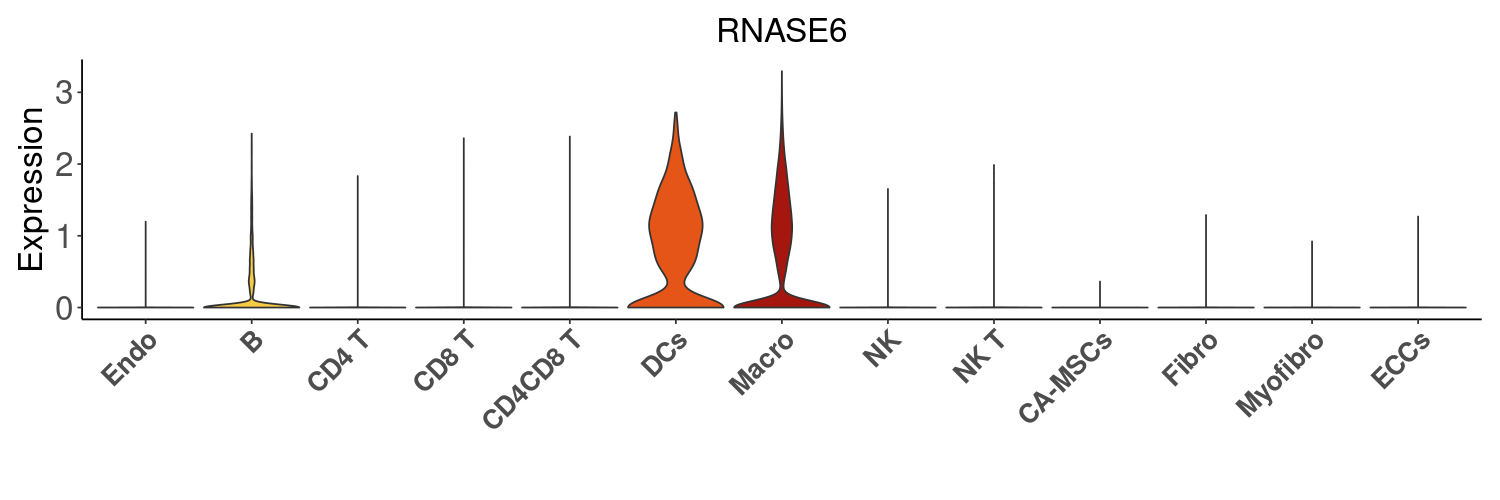 RNASE6
Expression
3
2
1
0
Endo
B
CD4 T
CD8 T
CD4CD8 T
DCs
Macro
NK
NK T
CA-MSCs
Fibro
Myofibro
ECCs